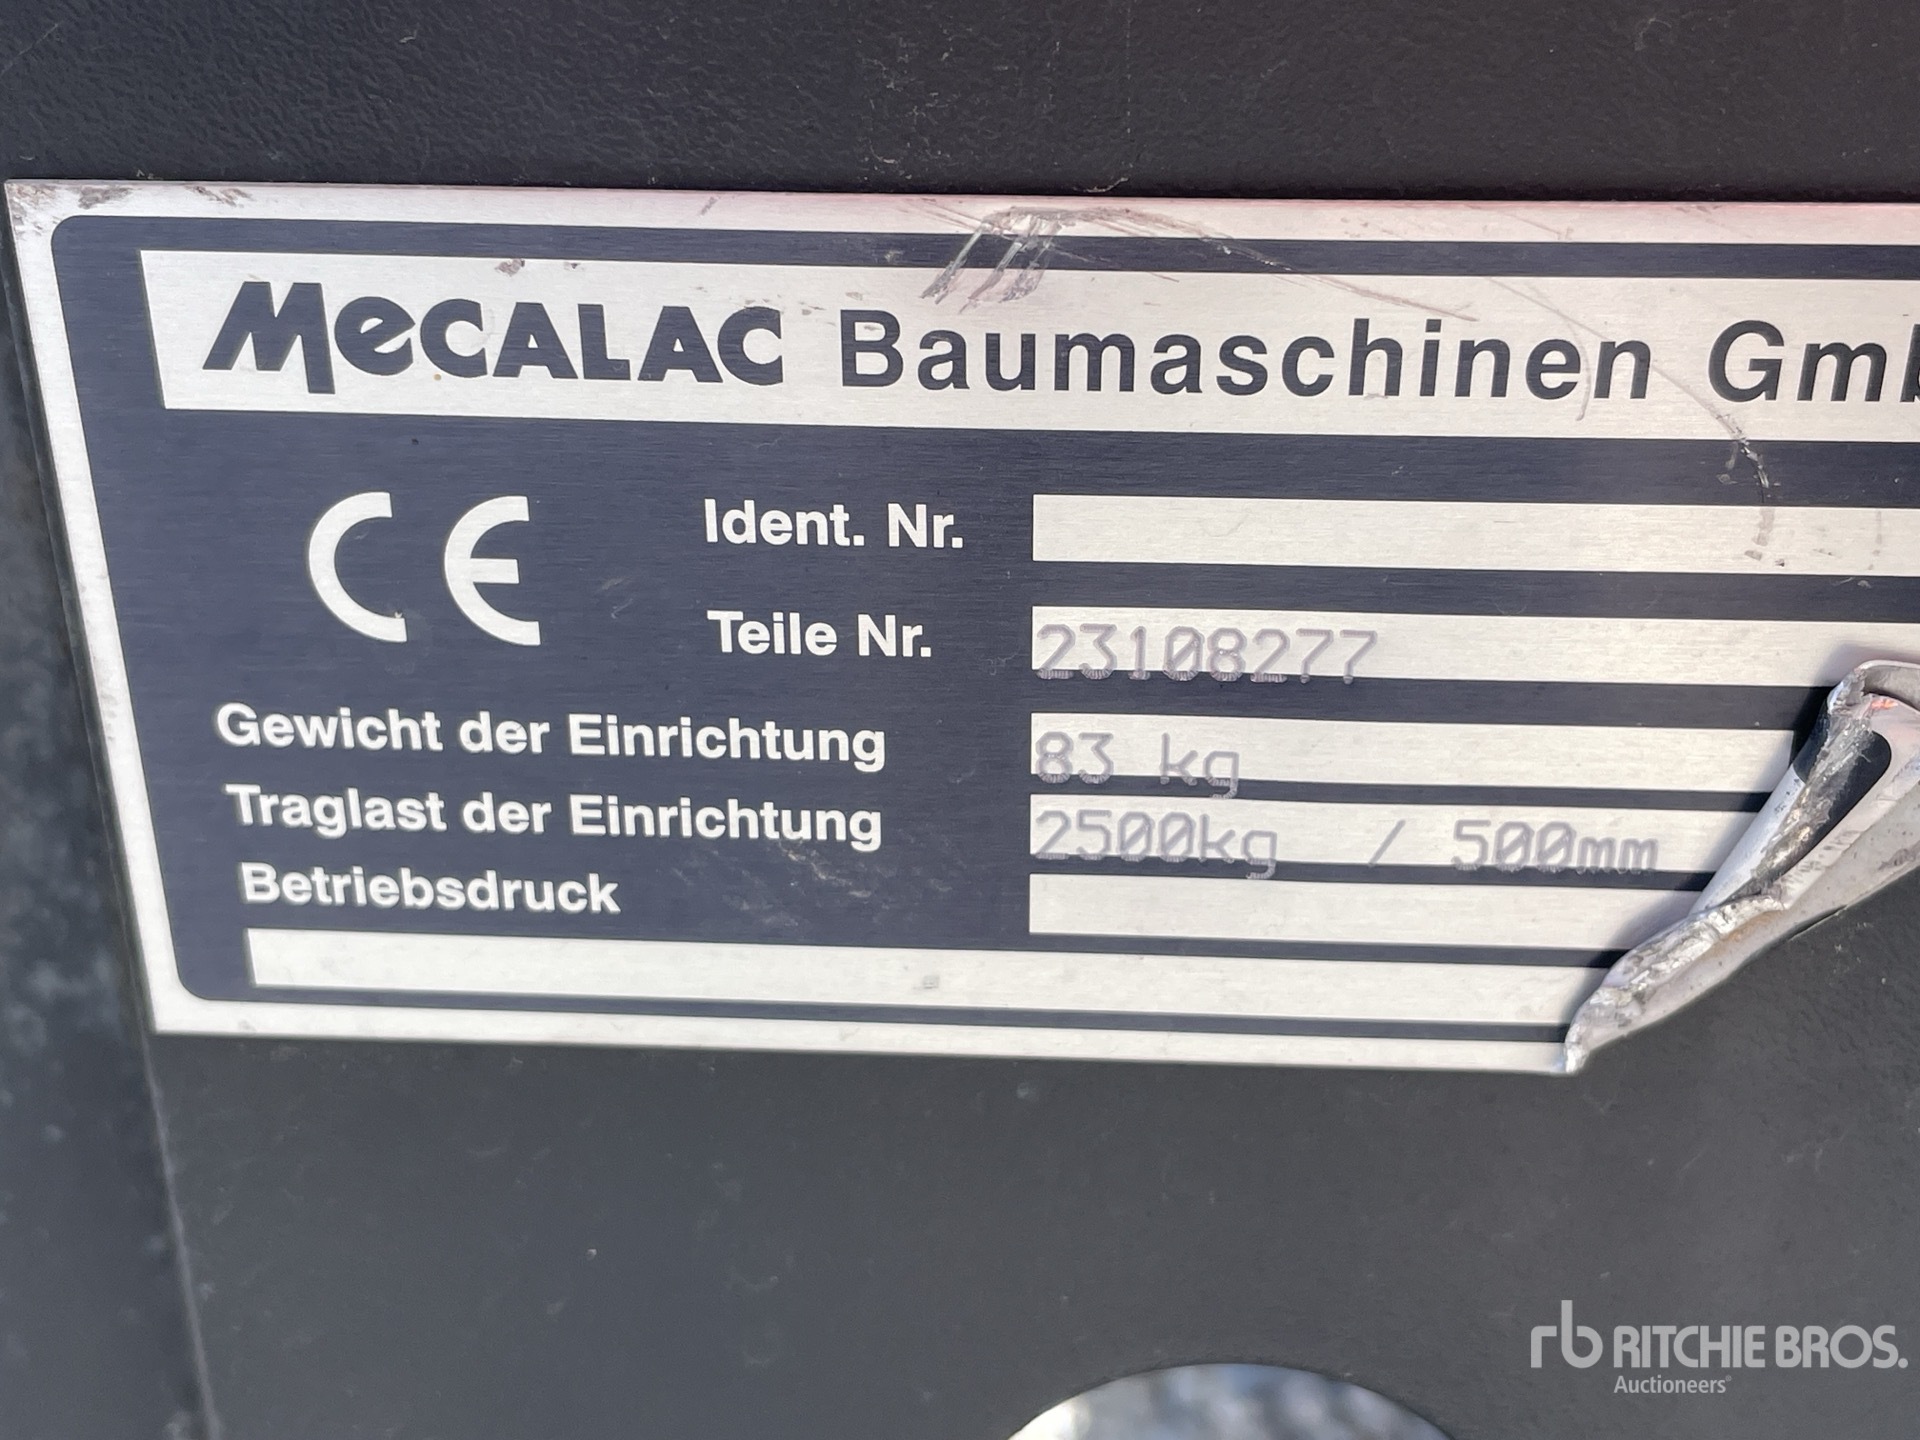 MeCALAC Baumaschinen Gmb
CE
Ident. Nr.
Teile Nr. 23108277
Gewicht der Einrichtung 83 kg
Traglast der Einrichtung 2500kg / 500mm
Betriebsdruck
rb RITCHIE BROS.
Auctioneers